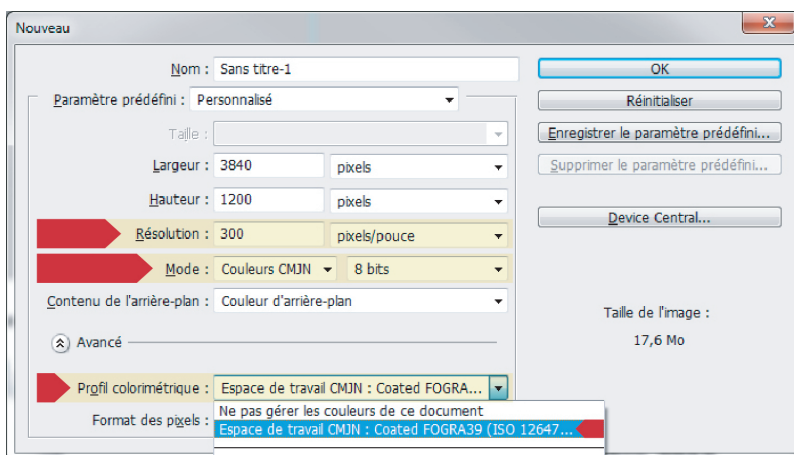 Nouveau
Nom : Sans titre-1
OK
Paramètre prédéfini : Personnalisé
Réinitialiser
Taille :
Enregistrer le paramètre prédéfini...
Largeur : 3840 pixels
Supprimer le paramètre prédéfini...
Hauteur : 1200 pixels
Résolution : 300 pixels/pouce
Device Central...
Mode : Couleurs CMJN 8 bits
Contenu de l'arrière-plan : Couleur d'arrière-plan
Taille de l'image :
17,6 Mo
Avancé
Profil colorimétrique : Espace de travail CMJN : Coated FOGRA...
Ne pas gérer les couleurs de ce document
Format des pixels :
Espace de travail CMJN : Coated FOGRA39 (ISO 12647...